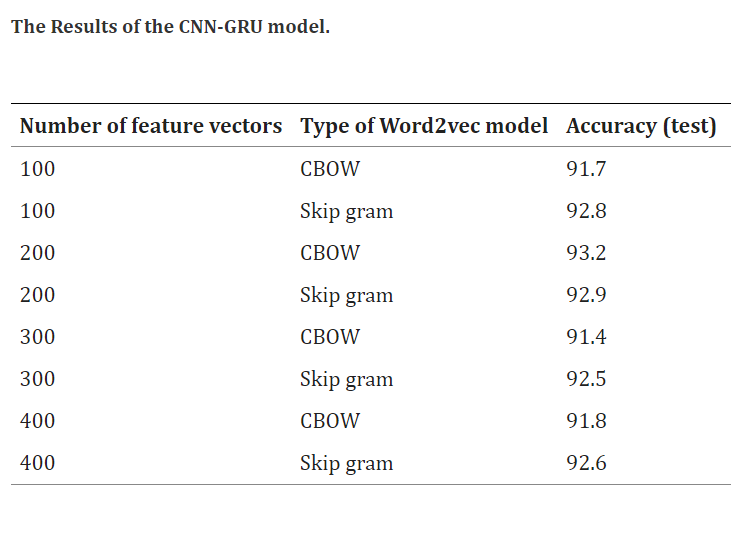 The Results of the CNN-GRU model.
Number of feature vectors Type of Word2vec model Accuracy (test)
100 CBOW 91.7
100 Skip gram 92.8
200 CBOW 93.2
200 Skip gram 92.9
300 CBOW 91.4
300 Skip gram 92.5
400 CBOW 91.8
400 Skip gram 92.6